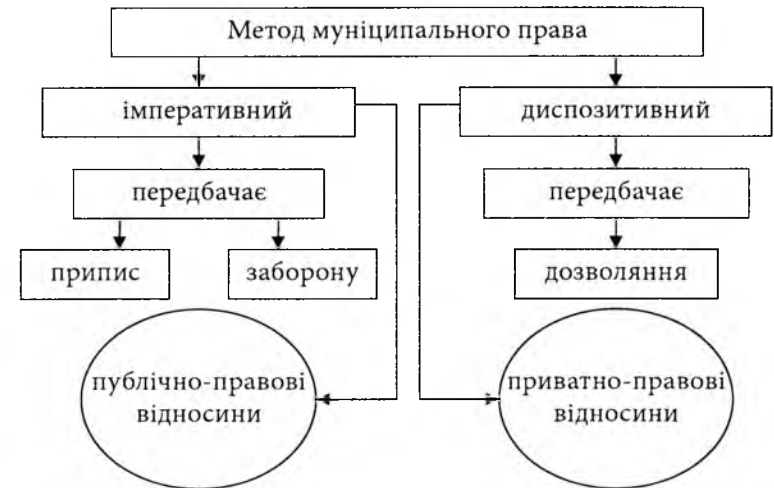 Метод муніципального права
імперативний
диспозитивний
передбачає
передбачає
припис
заборону
дозволяння
публічно-правові
відносини
приватно-правові
відносини